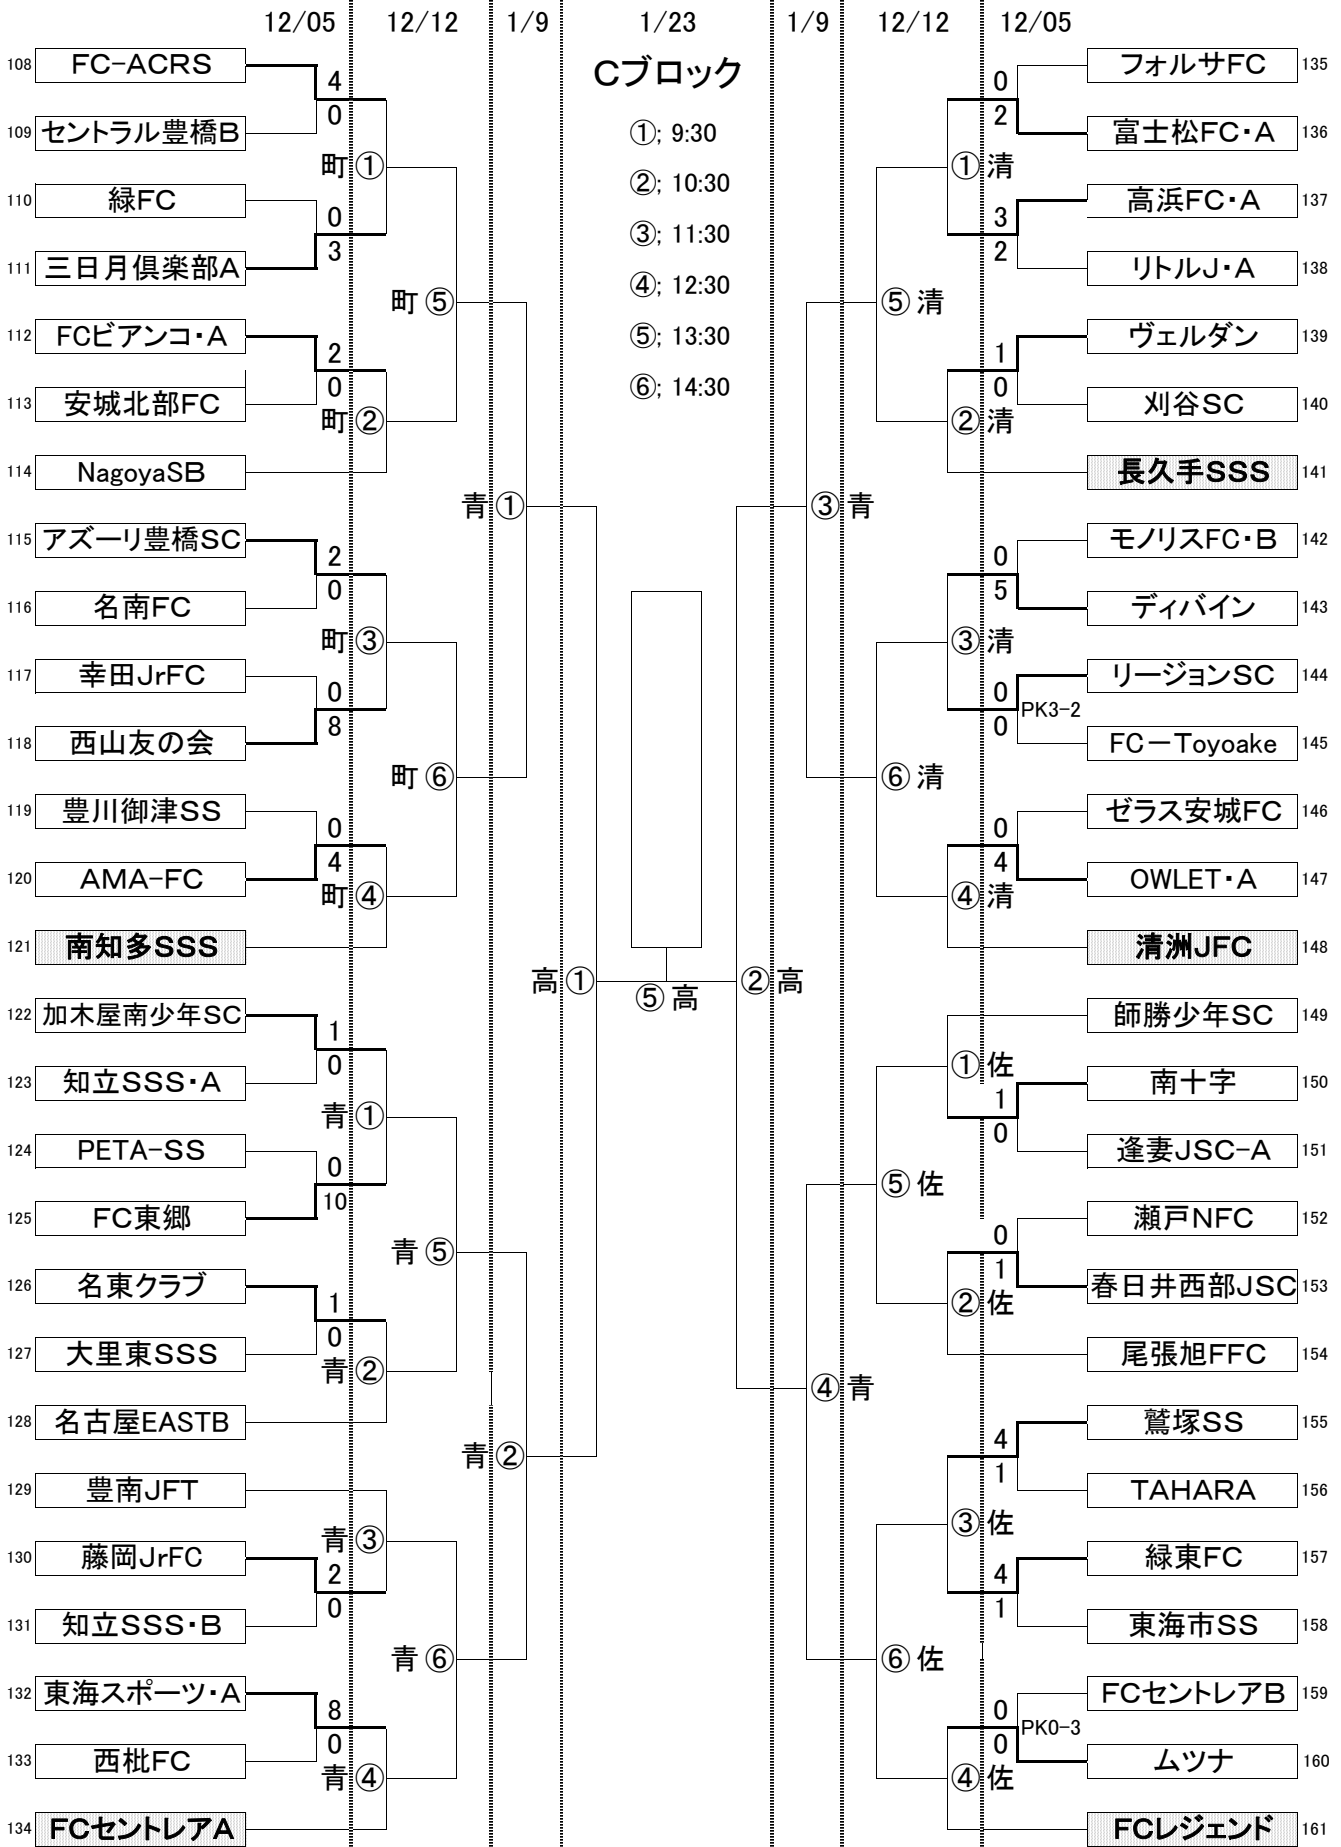 12/05 12/12 1/9 1/23 1/9 12/12 12/05
Cブロック
①; 9:30
②; 10:30
③; 11:30
④; 12:30
⑤; 13:30
⑥; 14:30
108 FC-ACRS
4
0
109 セントラル豊橋B
町①
110 緑FC
0
3
111 三日月倶楽部A
町⑤
112 FCビアンコ・A
2
0
113 安城北部FC
町②
114 NagoyaSB
青①
115 アズーリ豊橋SC
2
0
116 名南FC
町③
117 幸田JrFC
0
8
118 西山友の会
町⑥
119 豊川御津SS
0
4
120 AMA-FC
町④
121 南知多SSS
高①
⑤高
②高
122 加木屋南少年SC
1
0
123 知立SSS・A
青①
124 PETA-SS
0
10
125 FC東郷
青⑤
126 名東クラブ
1
0
127 大里東SSS
青②
128 名古屋EASTB
青②
129 豊南JFT
青③
130 藤岡JrFC
2
0
131 知立SSS・B
青⑥
132 東海スポーツ・A
8
0
133 西枇FC
青④
134 FCセントレアA
フォルサFC 135
0
2
富士松FC・A 136
①清
高浜FC・A 137
3
2
リトルJ・A 138
⑤清
ヴェルダン 139
1
0
刈谷SC 140
②清
長久手SSS 141
③青
モノリスFC・B 142
0
5
ディバイン 143
③清
リージョンSC 144
0
PK3-2
0
FC－Toyoake 145
⑥清
ゼラス安城FC 146
0
4
OWLET・A 147
④清
清洲JFC 148
師勝少年SC 149
①佐
南十字 150
1
0
逢妻JSC-A 151
⑤佐
瀬戸NFC 152
0
1
春日井西部JSC 153
②佐
尾張旭FFC 154
④青
鷲塚SS 155
4
1
TAHARA 156
③佐
緑東FC 157
4
1
東海市SS 158
⑥佐
FCセントレアB 159
0
PK0-3
0
ムツナ 160
④佐
FCレジェンド 161